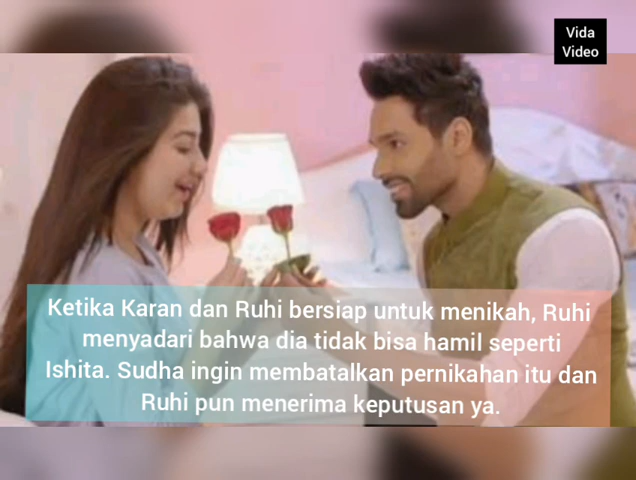 Vida
Video
Ketika Karan dan Ruhi bersiap untuk menikah, Ruhi
menyadari bahwa dia tidak bisa hamil seperti
Ishita. Sudha ingin membatalkan pernikahan itu dan
Ruhi pun menerima keputusan ya.